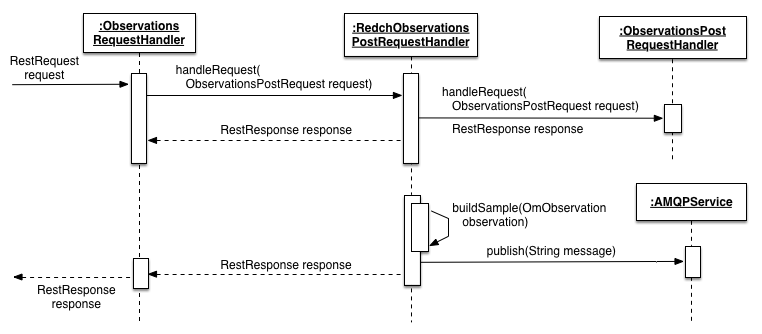 :Observations
RequestHandler
:RedchObservations
PostRequestHandler
:ObservationsPost
RequestHandler
RestRequest
request
handleRequest(
ObservationsPostRequest request)
handleRequest(
ObservationsPostRequest request)
RestResponse response
RestResponse response
:AMQPService
buildSample(OmObservation
observation)
publish(String message)
RestResponse response
RestResponse
response